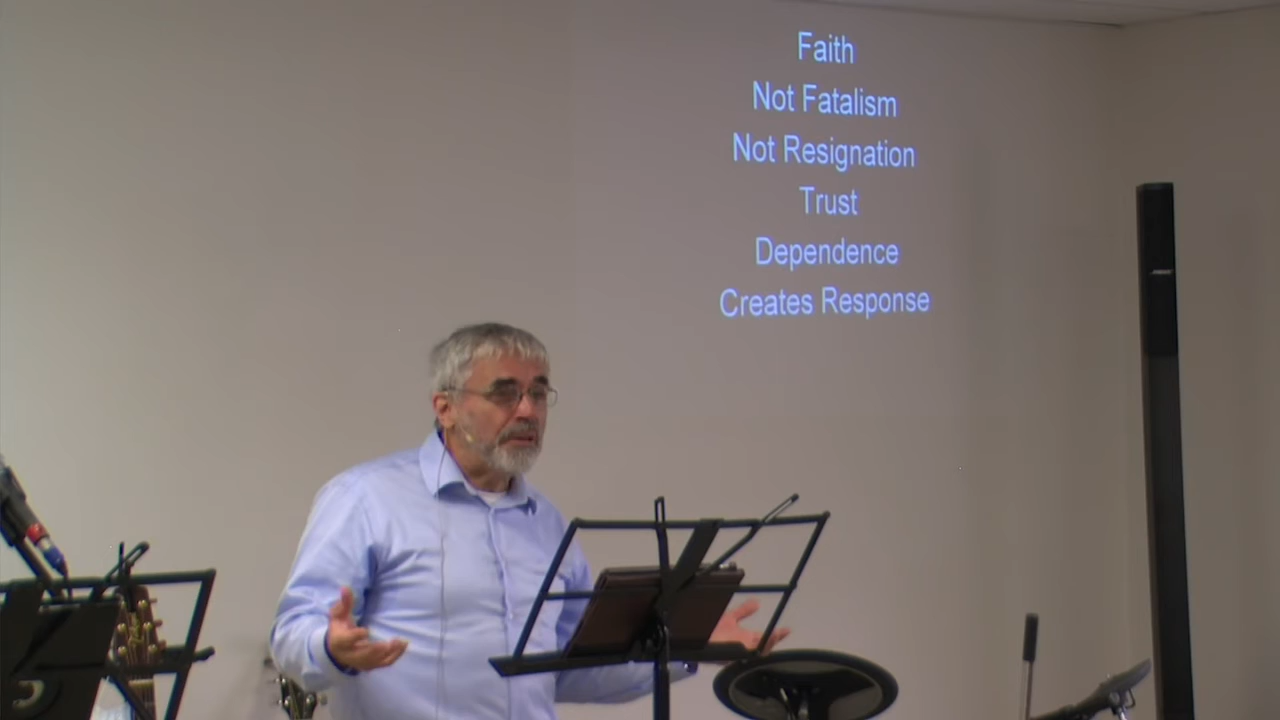 Faith
Not Fatalism
Not Resignation
Trust
Dependence
Creates Response